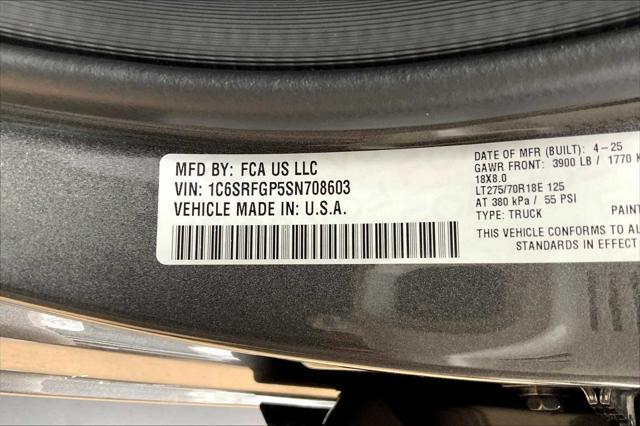 MFD BY: FCA US LLC
VIN: 1C6SRFGP5SN708603
VEHICLE MADE IN: U.S.A.
DATE OF MFR (BUILT): 4-25
GAWR FRONT: 3900 LB / 1770 K
18X8.0
LT275/70R18E 125
AT 380 kPa / 55 PSI
TYPE: TRUCK
PAINT
THIS VEHICLE CONFORMS TO AL
STANDARDS IN EFFECT